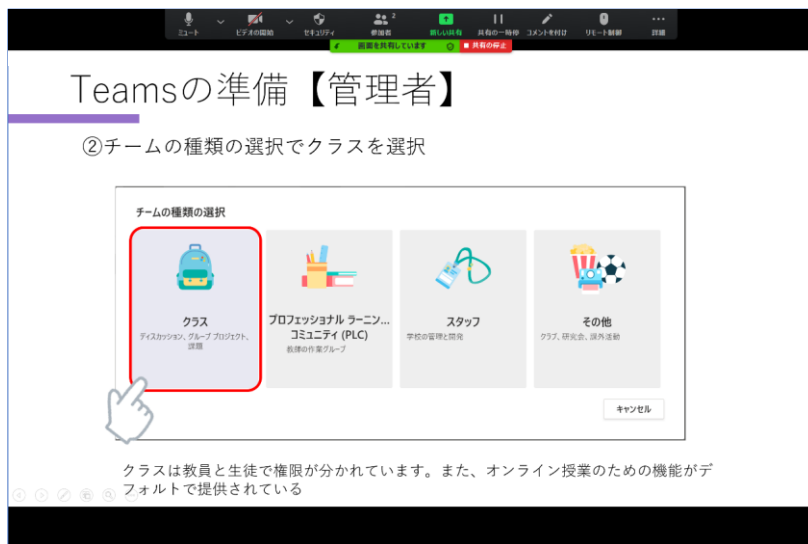 2
ミュート ビデオの開始 セキュリティ 参加者 新しい共有 共有の一時停止 コメントを付け リモート制御 詳細
画面を共有しています 共有の停止
Teamsの準備【管理者】
②チームの種類の選択でクラスを選択
チームの種類の選択
クラス
ディスカッション、グループ プロジェクト、
課題
プロフェッショナル ラーニン...
コミュニティ (PLC)
教師の作業グループ
スタッフ
学校の管理と開発
その他
クラブ、研究会、課外活動
キャンセル
クラスは教員と生徒で権限が分かれています。また、オンライン授業のための機能がデ
フォルトで提供されている